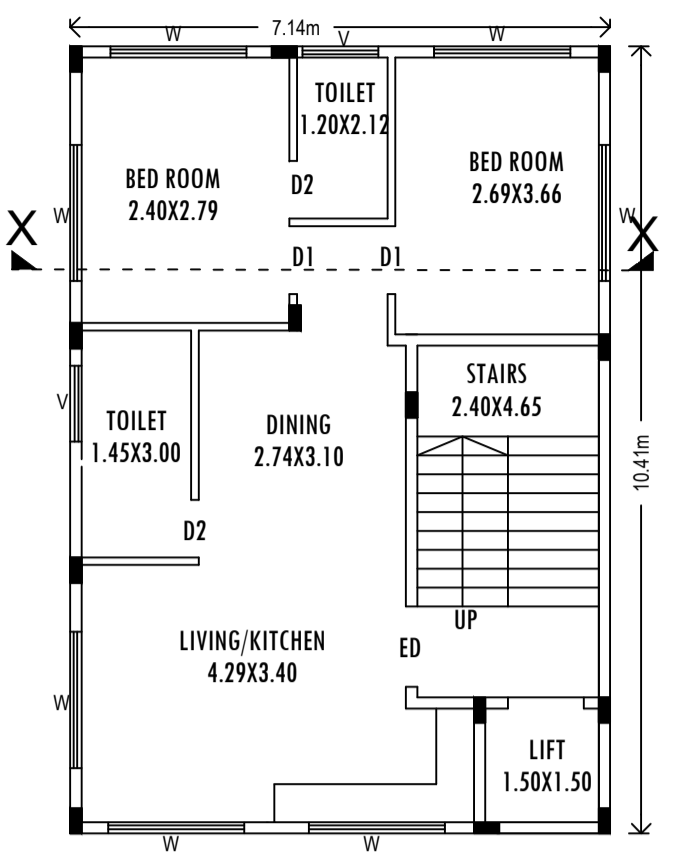 7.14m
W
V
W
TOILET
1.20X2.12
BED ROOM
2.40X2.79
BED ROOM
2.69X3.66
D2
W
W
X
X
D1
D1
STAIRS
2.40X4.65
V
TOILET
1.45X3.00
DINING
2.74X3.10
10.41m
D2
UP
LIVING/KITCHEN
4.29X3.40
ED
W
LIFT
1.50X1.50
W
W